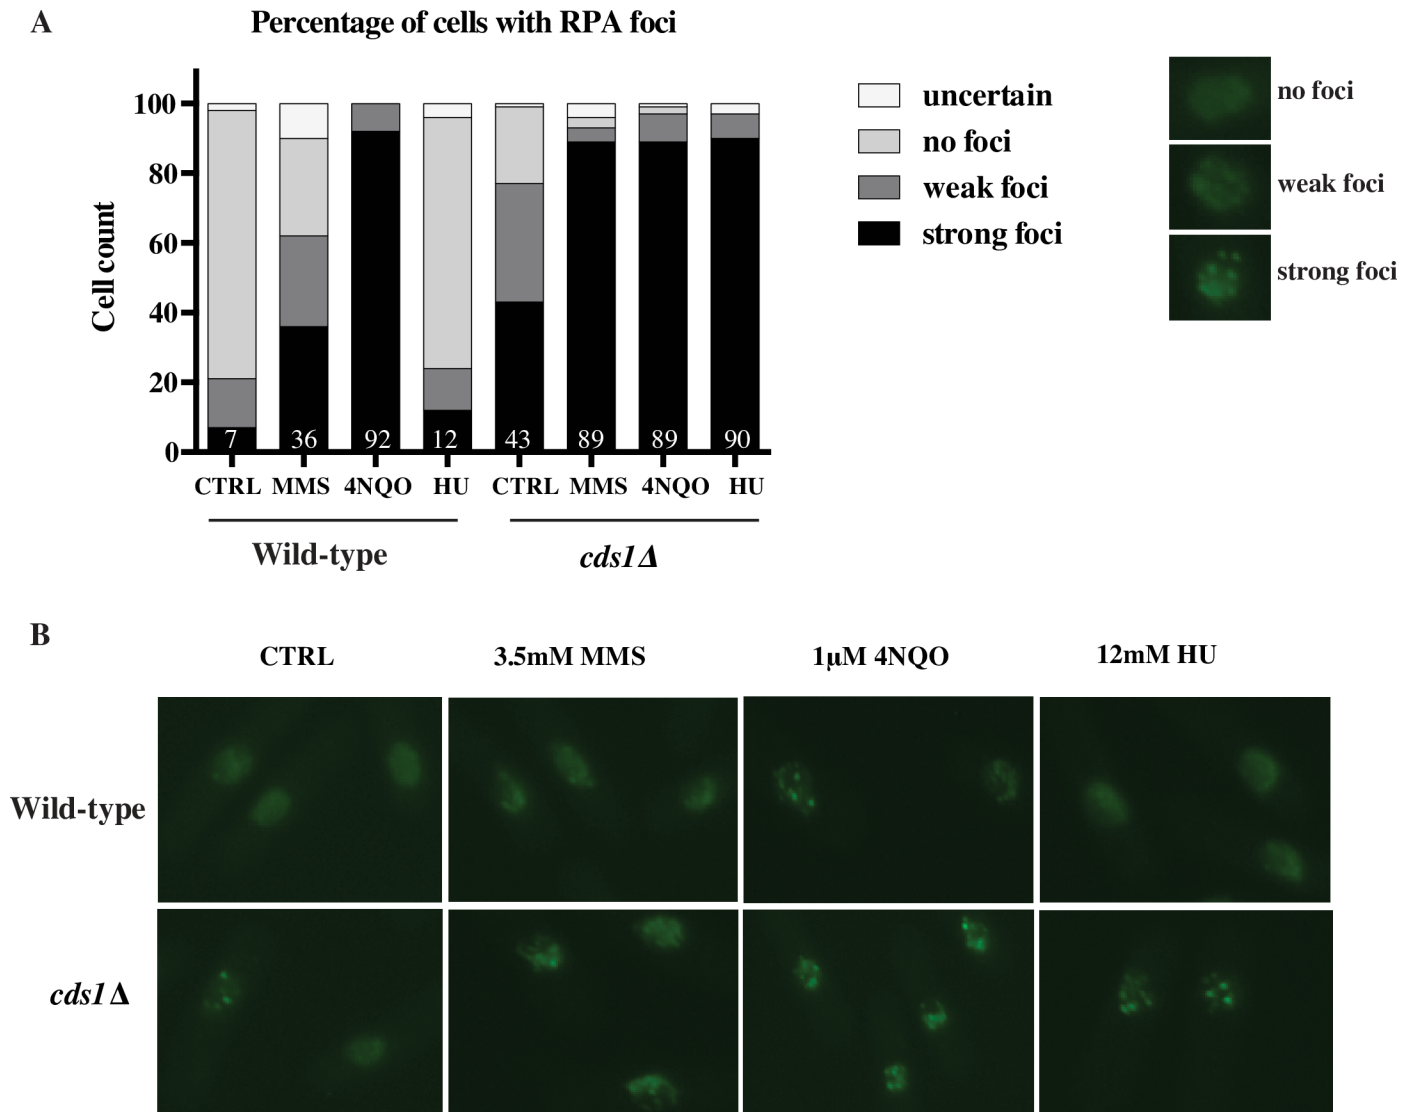 A
Percentage of cells with RPA foci
Cell count
100
80
60
40
20
0
7 36 92 12 43 89 89 90
CTRL MMS 4NQO HU CTRL MMS 4NQO HU
Wild-type cds1Δ
uncertain
no foci
weak foci
strong foci
no foci
weak foci
strong foci
B
CTRL 3.5mM MMS 1µM 4NQO 12mM HU
Wild-type
cds1Δ